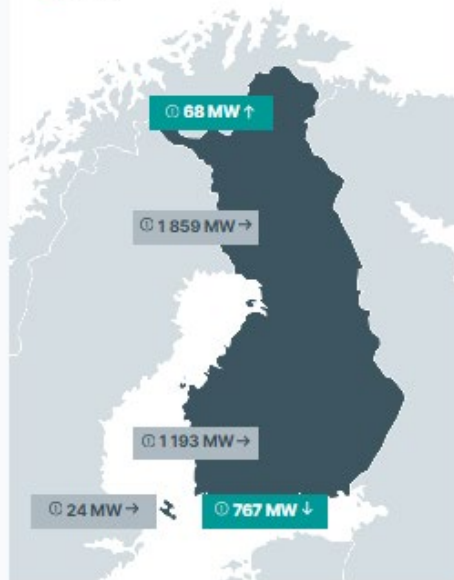 68 MW ↑
1 859 MW →
1 193 MW →
24 MW →
767 MW ↓